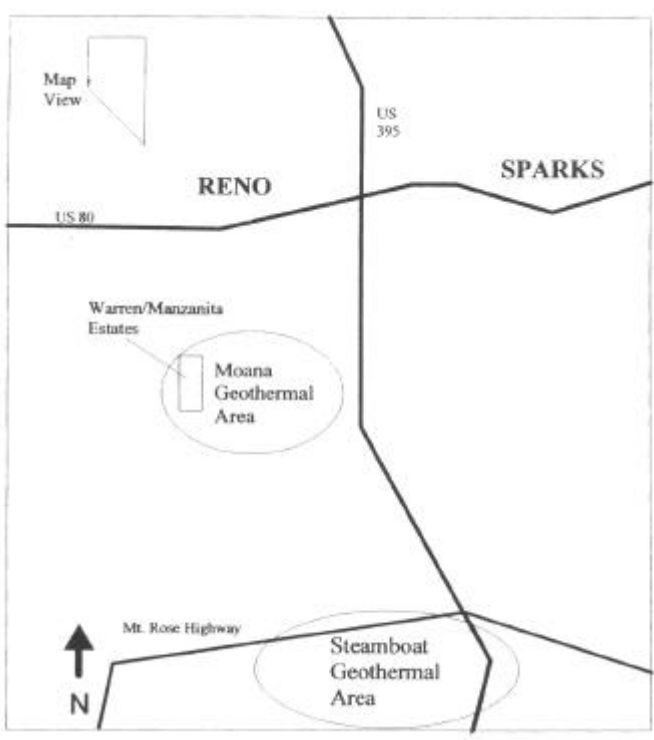 Map
View
US
395
RENO
SPARKS
US 80
Warren/Manzanita
Estates
Moana
Geothermal
Area
Mt. Rose Highway
Steamboat
Geothermal
Area
N